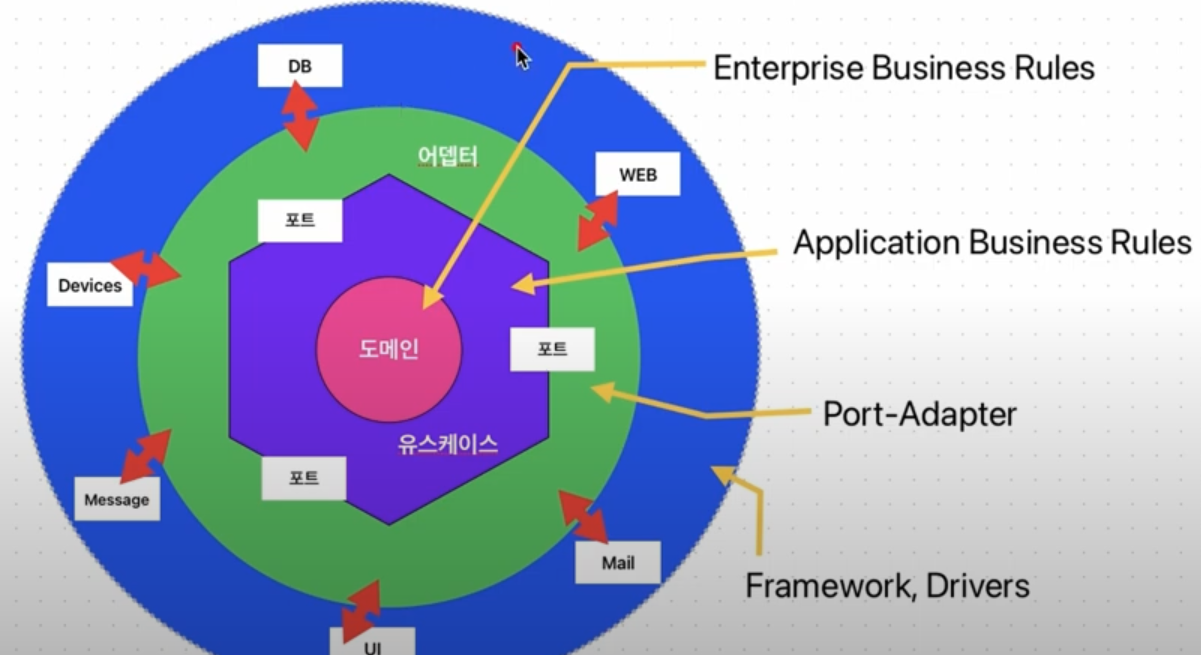 DB
Enterprise Business Rules
어뎁터
WEB
포트
Application Business Rules
Devices
도메인
포트
Port-Adapter
유스케이스
포트
Message
Mail
Framework, Drivers
UI